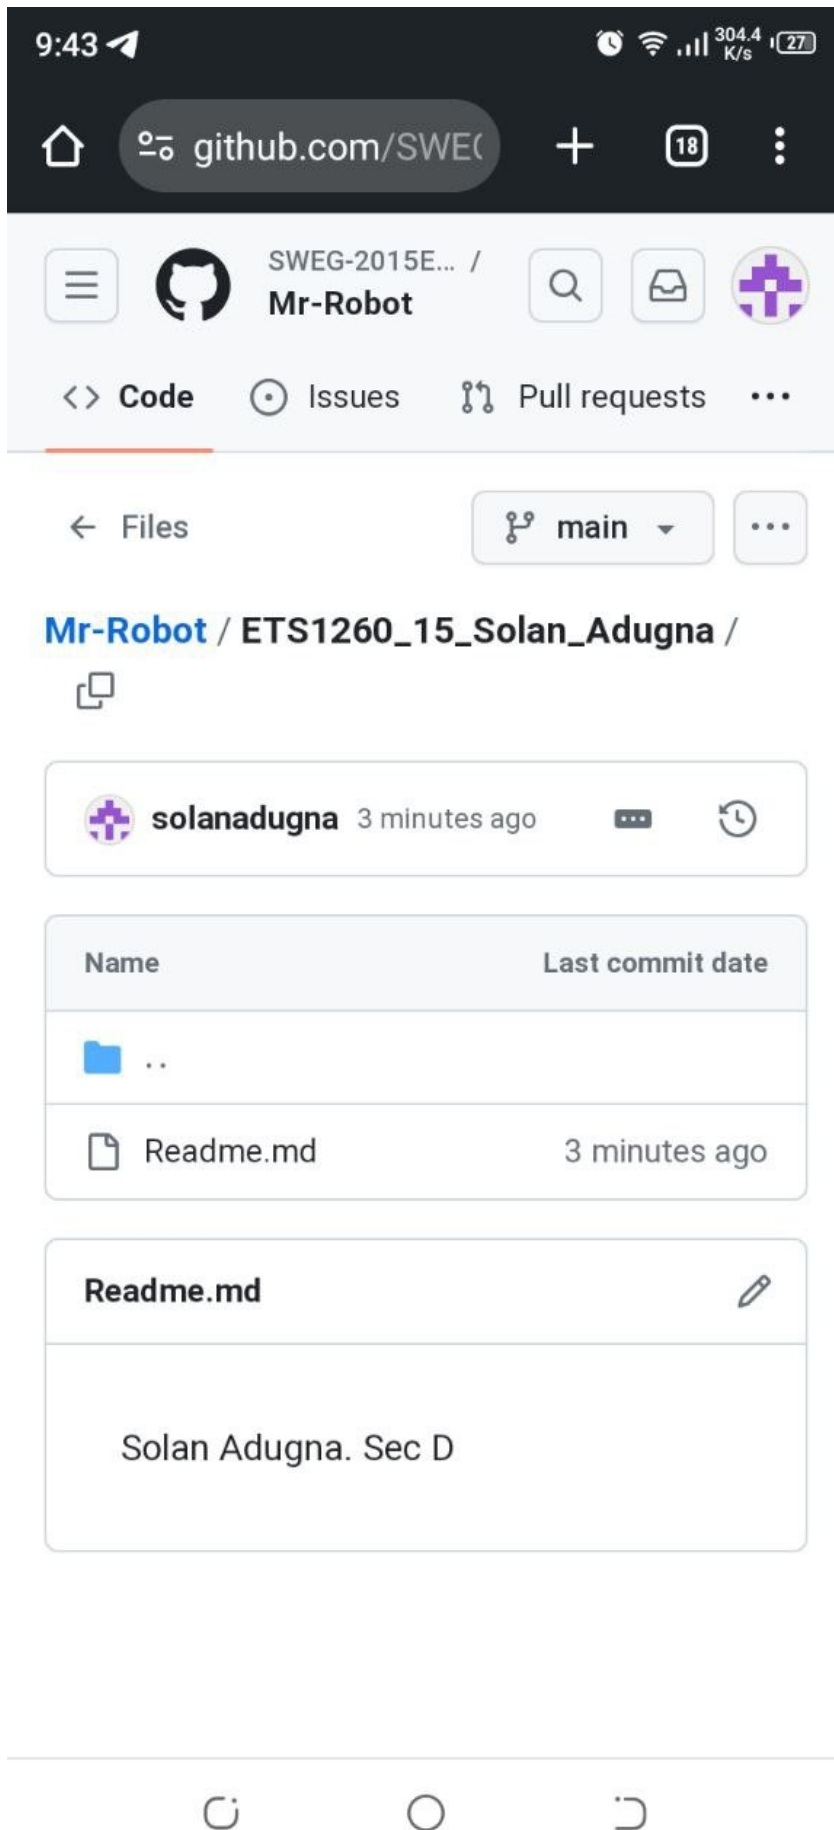 9:43 304.4 K/s 27
github.com/SWE 18
SWEG-2015E... /
Mr-Robot
Code Issues Pull requests ...
Files main ...
Mr-Robot / ETS1260_15_Solan_Adugna /
solanadugna 3 minutes ago
Name Last commit date
..
Readme.md 3 minutes ago
Readme.md
Solan Adugna. Sec D